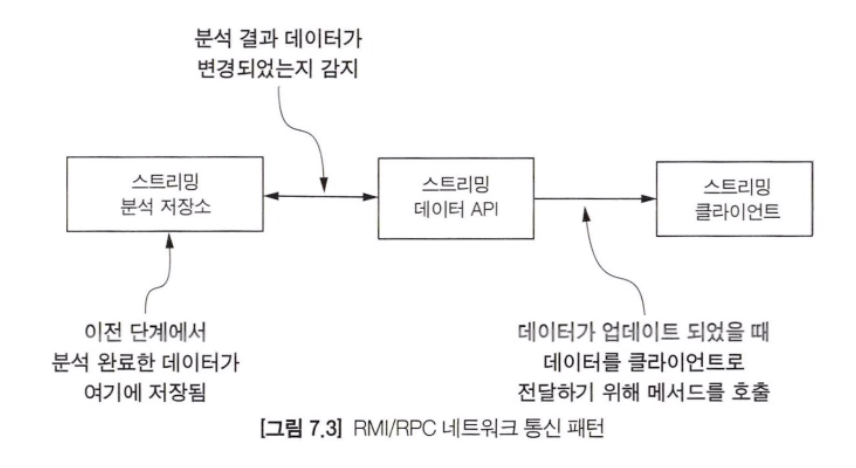 분석 결과 데이터가
변경되었는지 감지
스트리밍
분석 저장소
스트리밍
데이터 API
스트리밍
클라이언트
이전 단계에서
분석 완료한 데이터가
여기에 저장됨
데이터가 업데이트 되었을 때
데이터를 클라이언트로
전달하기 위해 메서드를 호출
[그림 7.3] RMI/RPC 네트워크 통신 패턴